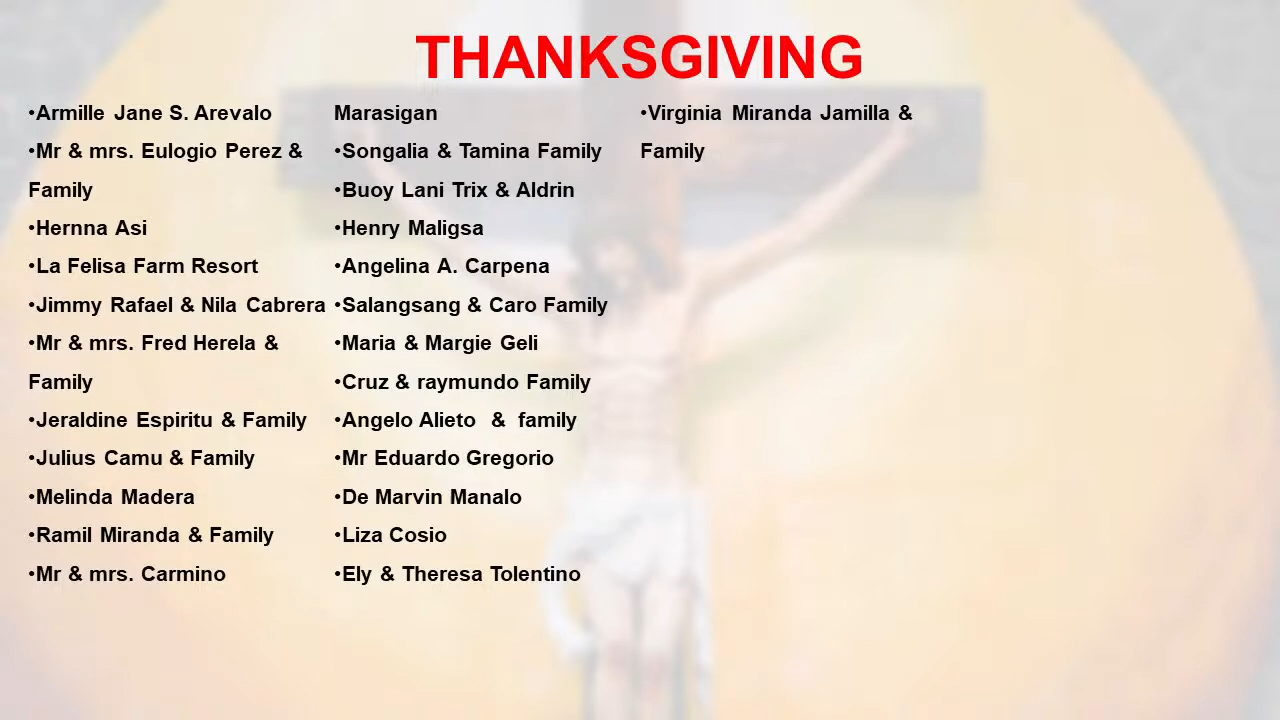 THANKSGIVING
•Armille Jane S. Arevalo
•Mr & mrs. Eulogio Perez &
Family
•Hernna Asi
•La Felisa Farm Resort
•Jimmy Rafael & Nila Cabrera
•Mr & mrs. Fred Herela &
Family
•Jeraldine Espiritu & Family
•Julius Camu & Family
•Melinda Madera
•Ramil Miranda & Family
•Mr & mrs. Carmino
Marasigan
•Songalia & Tamina Family
•Buoy Lani Trix & Aldrin
•Henry Maligsa
•Angelina A. Carpena
•Salangsang & Caro Family
•Maria & Margie Geli
•Cruz & raymundo Family
•Angelo Alieto & family
•Mr Eduardo Gregorio
•De Marvin Manalo
•Liza Cosio
•Ely & Theresa Tolentino
•Virginia Miranda Jamilla &
Family